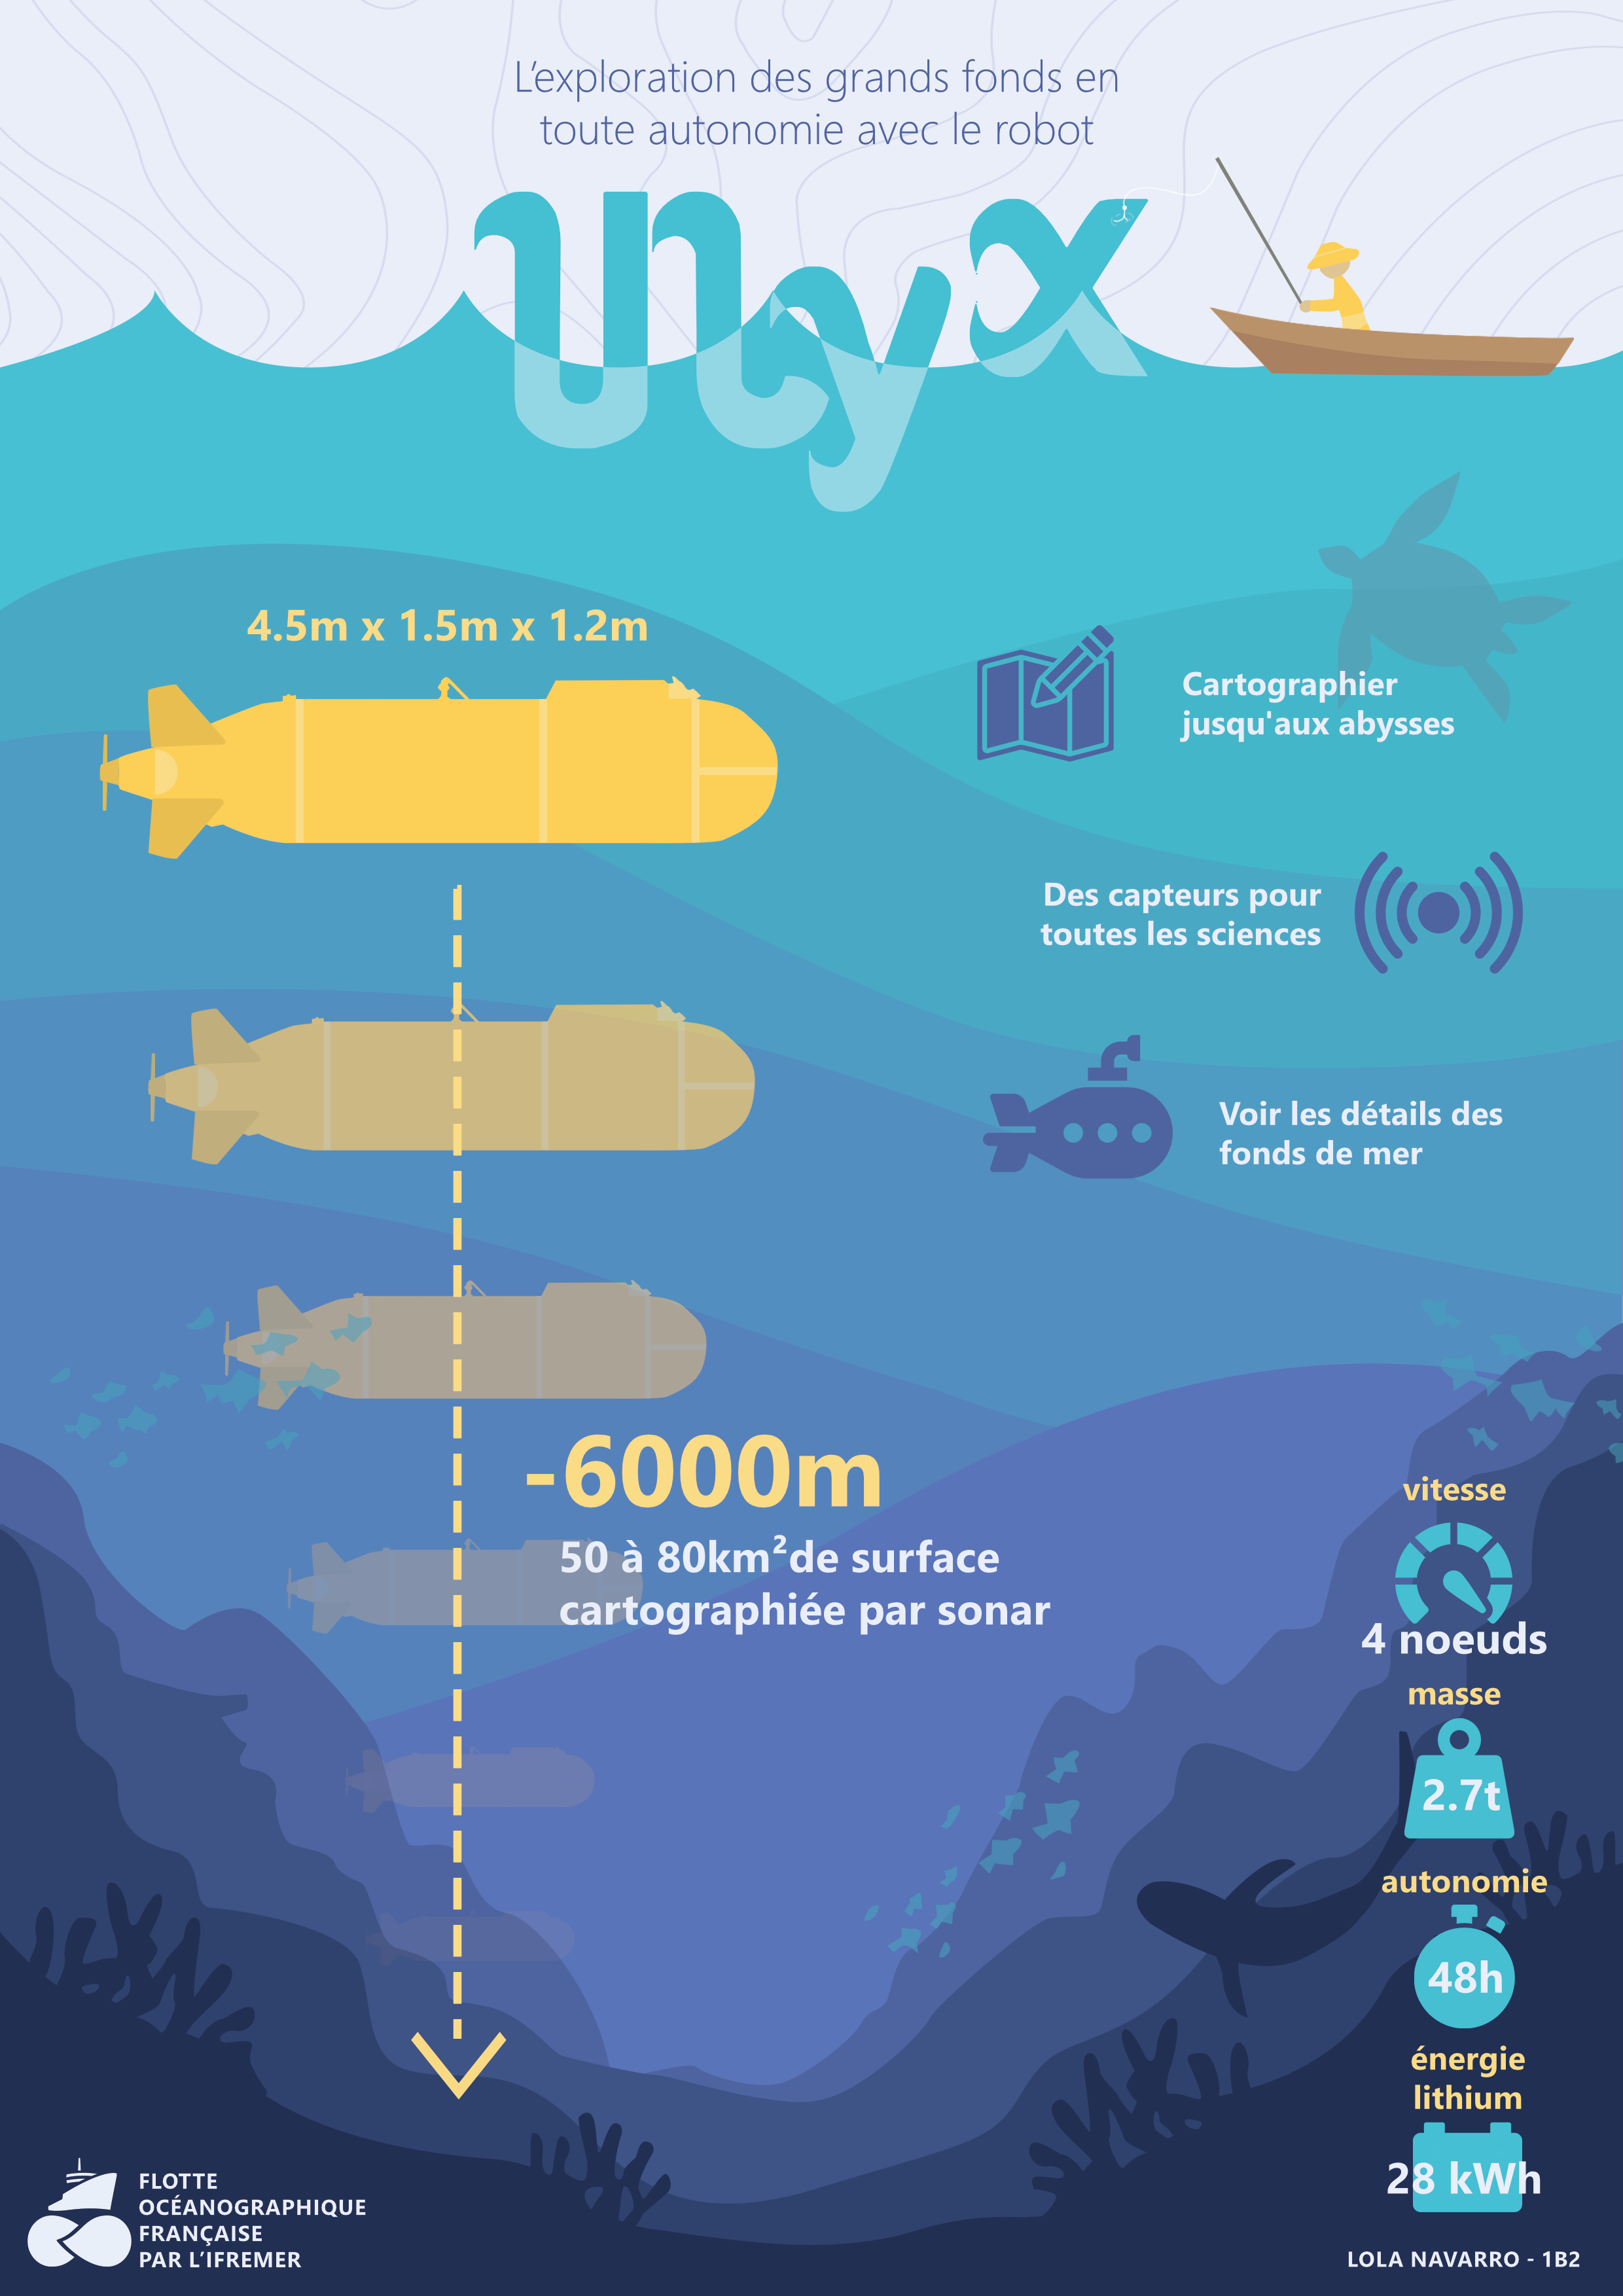 L'exploration des grands fonds en
toute autonomie avec le robot
Ulyx
4.5m x 1.5m x 1.2m
Cartographier
jusqu'aux abysses
Des capteurs pour
toutes les sciences
Voir les détails des
fonds de mer
-6000m
50 à 80km²de surface
cartographiée par sonar
vitesse
4 noeuds
masse
2.7t
autonomie
48h
énergie
lithium
28 kWh
FLOTTE
OCÉANOGRAPHIQUE
FRANÇAISE
PAR L'IFREMER
LOLA NAVARRO - 1B2